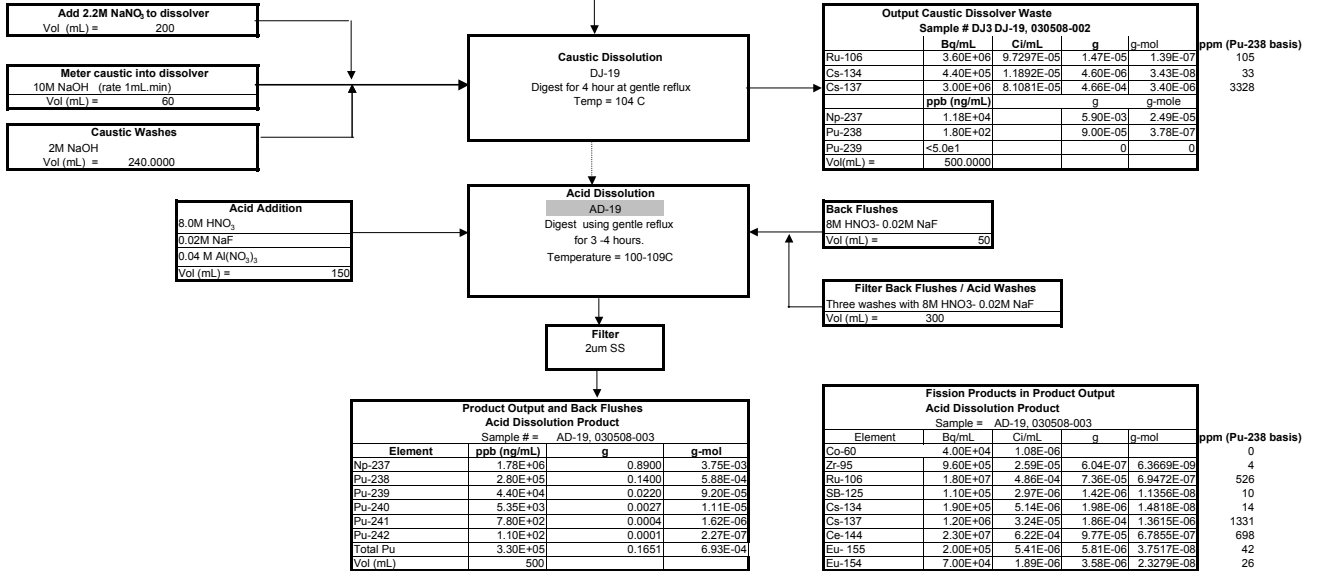 Add 2.2M NaNO3 to dissolver
Vol (mL) = 200
Meter caustic into dissolver
10M NaOH (rate 1mL.min)
Vol (mL) = 60
Caustic Washes
2M NaOH
Vol (mL) = 240.0000
Caustic Dissolution
DJ-19
Digest for 4 hour at gentle reflux
Temp = 104 C
Output Caustic Dissolver Waste
Sample # DJ3 DJ-19, 030508-002
Bq/mL Ci/mL g g-mol ppm (Pu-238 basis)
Ru-106 3.60E+06 9.7297E-05 1.47E-05 1.39E-07 105
Cs-134 4.40E+05 1.1892E-05 4.60E-06 3.43E-08 33
Cs-137 3.00E+06 8.1081E-05 4.66E-04 3.40E-06 3328
ppb (ng/mL) g g-mole
Np-237 1.18E+04 5.90E-03 2.49E-05
Pu-238 1.80E+02 9.00E-05 3.78E-07
Pu-239 <5.0e1 0 0
Vol(mL) = 500.0000
Acid Addition
8.0M HNO3
0.02M NaF
0.04 M Al(NO3)3
Vol (mL) = 150
Acid Dissolution
AD-19
Digest using gentle reflux
for 3 -4 hours.
Temperature = 100-109C
Back Flushes
8M HNO3- 0.02M NaF
Vol (mL) = 50
Filter Back Flushes / Acid Washes
Three washes with 8M HNO3- 0.02M NaF
Vol (mL) = 300
Filter
2um SS
Product Output and Back Flushes
Acid Dissolution Product
Sample # = AD-19, 030508-003
Element ppb (ng/mL) g g-mol
Np-237 1.78E+06 0.8900 3.75E-03
Pu-238 2.80E+05 0.1400 5.88E-04
Pu-239 4.40E+04 0.0220 9.20E-05
Pu-240 5.35E+03 0.0027 1.11E-05
Pu-241 7.80E+02 0.0004 1.62E-06
Pu-242 1.10E+02 0.0001 2.27E-07
Total Pu 3.30E+05 0.1651 6.93E-04
Vol (mL) 500
Fission Products in Product Output
Acid Dissolution Product
Sample = AD-19, 030508-003
Element Bq/mL Ci/mL g g-mol ppm (Pu-238 basis)
Co-60 4.00E+04 1.08E-06 0
Zr-95 9.60E+05 2.59E-05 6.04E-07 6.3669E-09 4
Ru-106 1.80E+07 4.86E-04 7.36E-05 6.9472E-07 526
SB-125 1.10E+05 2.97E-06 1.42E-06 1.1356E-08 10
Cs-134 1.90E+05 5.14E-06 1.98E-06 1.4818E-08 14
Cs-137 1.20E+06 3.24E-05 1.86E-04 1.3615E-06 1331
Ce-144 2.30E+07 6.22E-04 9.77E-05 6.7855E-07 698
Eu- 155 2.00E+05 5.41E-06 5.81E-06 3.7517E-08 42
Eu-154 7.00E+04 1.89E-06 3.58E-06 2.3279E-08 26